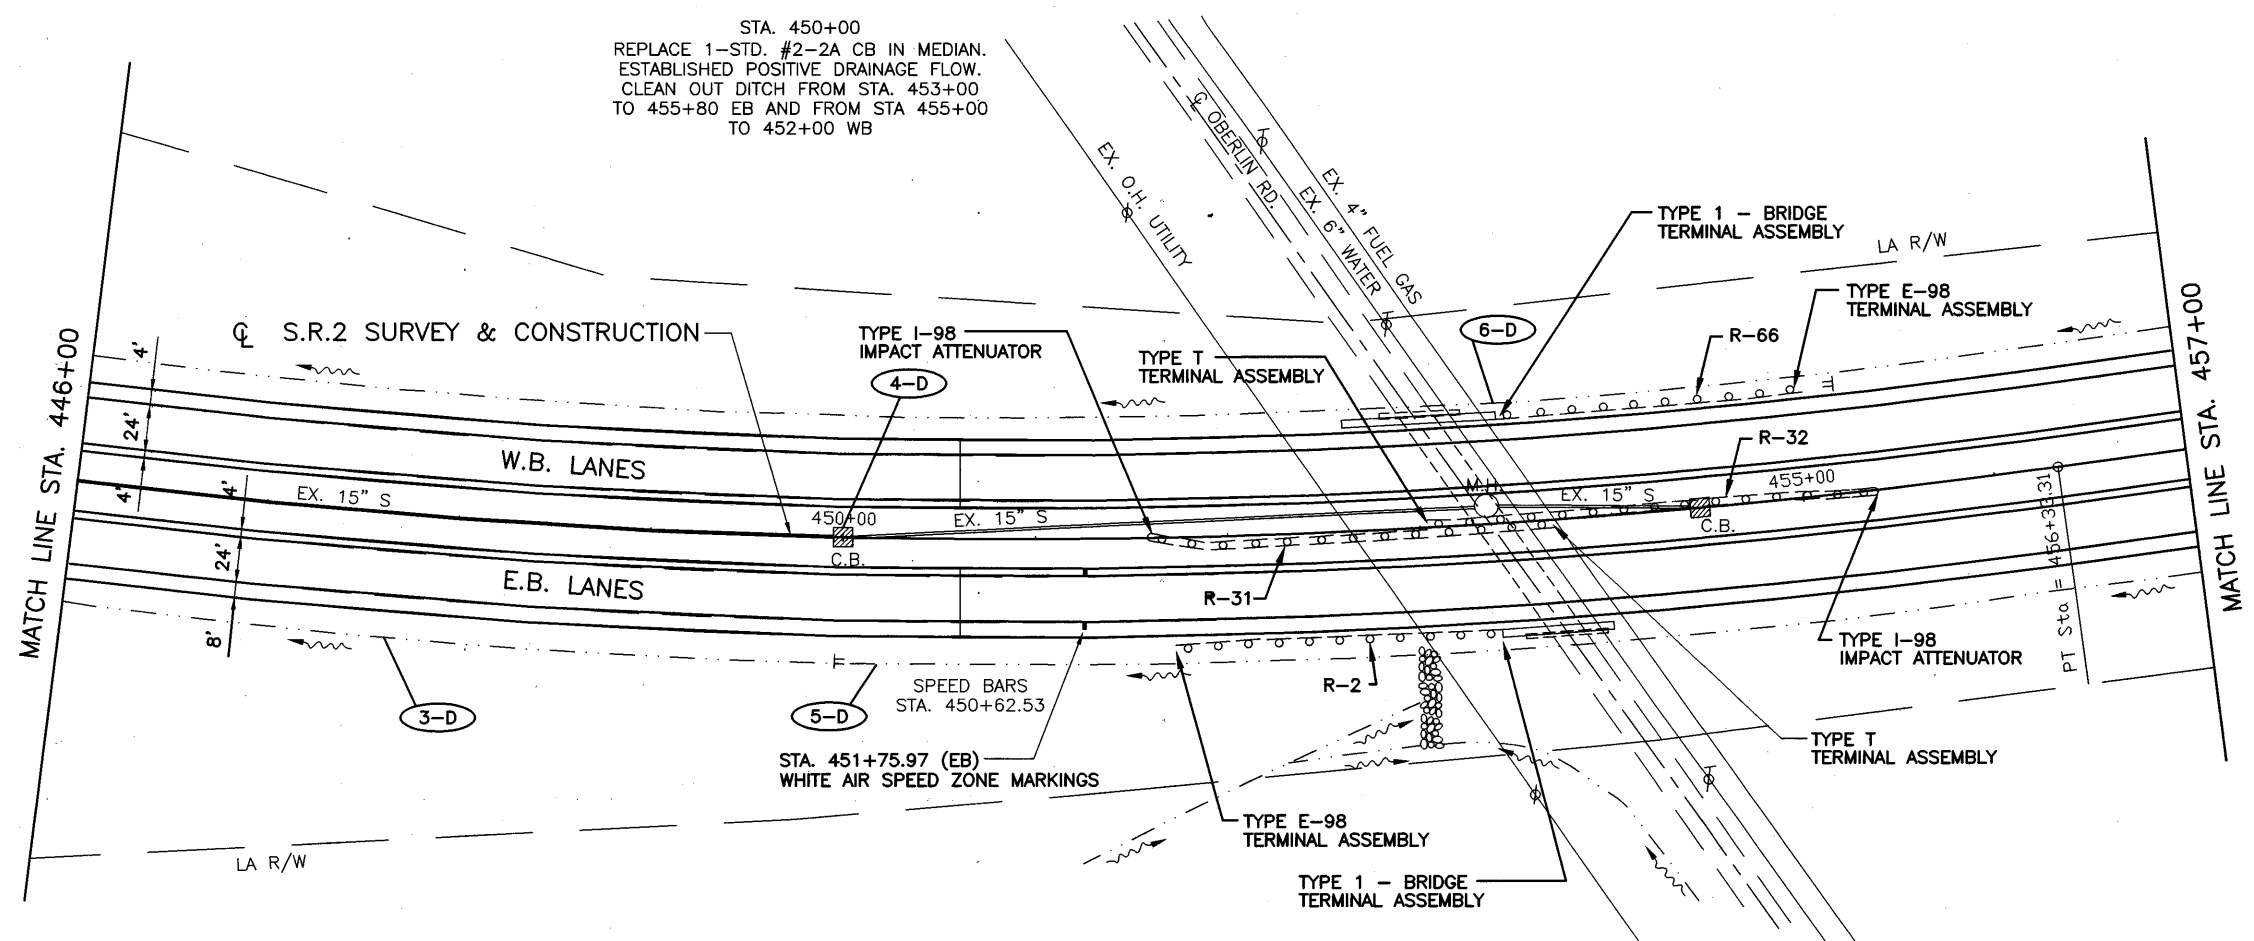 STA. 450+00
REPLACE 1-STD. #2-2A CB IN MEDIAN.
ESTABLISHED POSITIVE DRAINAGE FLOW.
CLEAN OUT DITCH FROM STA. 453+00
TO 455+80 EB AND FROM STA 455+00
TO 452+00 WB
℄ OBERLIN RD.
EX. O.H. UTILITY
EX. 6" WATER
EX. 4" FUEL GAS
TYPE 1 - BRIDGE
TERMINAL ASSEMBLY
LA R/W
TYPE E-98
TERMINAL ASSEMBLY
R-66
6-D
℄ S.R.2 SURVEY & CONSTRUCTION
TYPE I-98
IMPACT ATTENUATOR
4-D
TYPE T
TERMINAL ASSEMBLY
MATCH LINE STA. 446+00
MATCH LINE STA. 457+00
4'
24'
4'
4'
24'
8'
W.B. LANES
EX. 15" S
450+00
C.B.
EX. 15" S
M.H.
EX. 15" S
R-32
455+00
C.B.
PT Sta = 456+33.31
E.B. LANES
R-31
TYPE I-98
IMPACT ATTENUATOR
R-2
SPEED BARS
STA. 450+62.53
3-D
5-D
STA. 451+75.97 (EB)
WHITE AIR SPEED ZONE MARKINGS
TYPE T
TERMINAL ASSEMBLY
TYPE E-98
TERMINAL ASSEMBLY
LA R/W
TYPE 1 - BRIDGE
TERMINAL ASSEMBLY